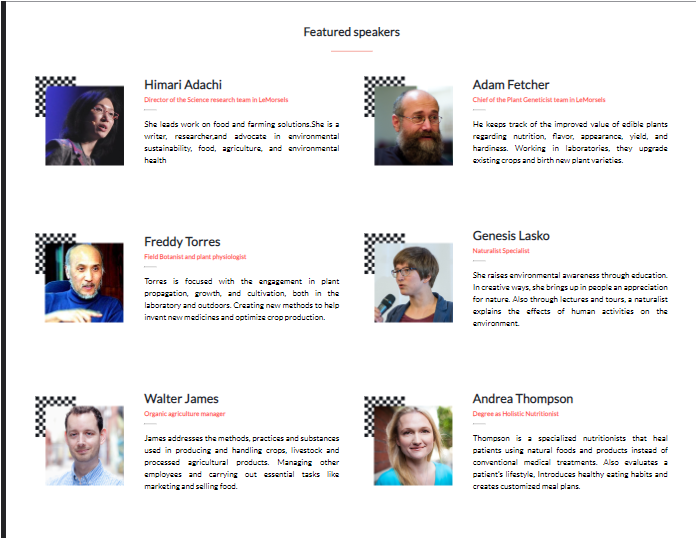 Featured speakers
Himari Adachi
Director of the Science research team in LeMorsels
She leads work on food and farming solutions.She is a
writer, researcher,and advocate in environmental
sustainability, food, agriculture, and environmental
health
Adam Fetcher
Chief of the Plant Geneticist team in LeMorsels
He keeps track of the improved value of edible plants
regarding nutrition, flavor, appearance, yield, and
hardiness. Working in laboratories, they upgrade
existing crops and birth new plant varieties.
Freddy Torres
Field Botanist and plant physiologist
Torres is focused with the engagement in plant
propagation, growth, and cultivation, both in the
laboratory and outdoors. Creating new methods to help
invent new medicines and optimize crop production.
Genesis Lasko
Naturalist Specialist
She raises environmental awareness through education.
In creative ways, she brings up in people an appreciation
for nature. Also through lectures and tours, a naturalist
explains the effects of human activities on the
environment.
Walter James
Organic agriculture manager
James addresses the methods, practices and substances
used in producing and handling crops, livestock and
processed agricultural products. Managing other
employees and carrying out essential tasks like
marketing and selling food.
Andrea Thompson
Degree as Holistic Nutritionist
Thompson is a specialized nutritionists that heal
patients using natural foods and products instead of
conventional medical treatments. Also evaluates a
patient's lifestyle, Introduces healthy eating habits and
creates customized meal plans.